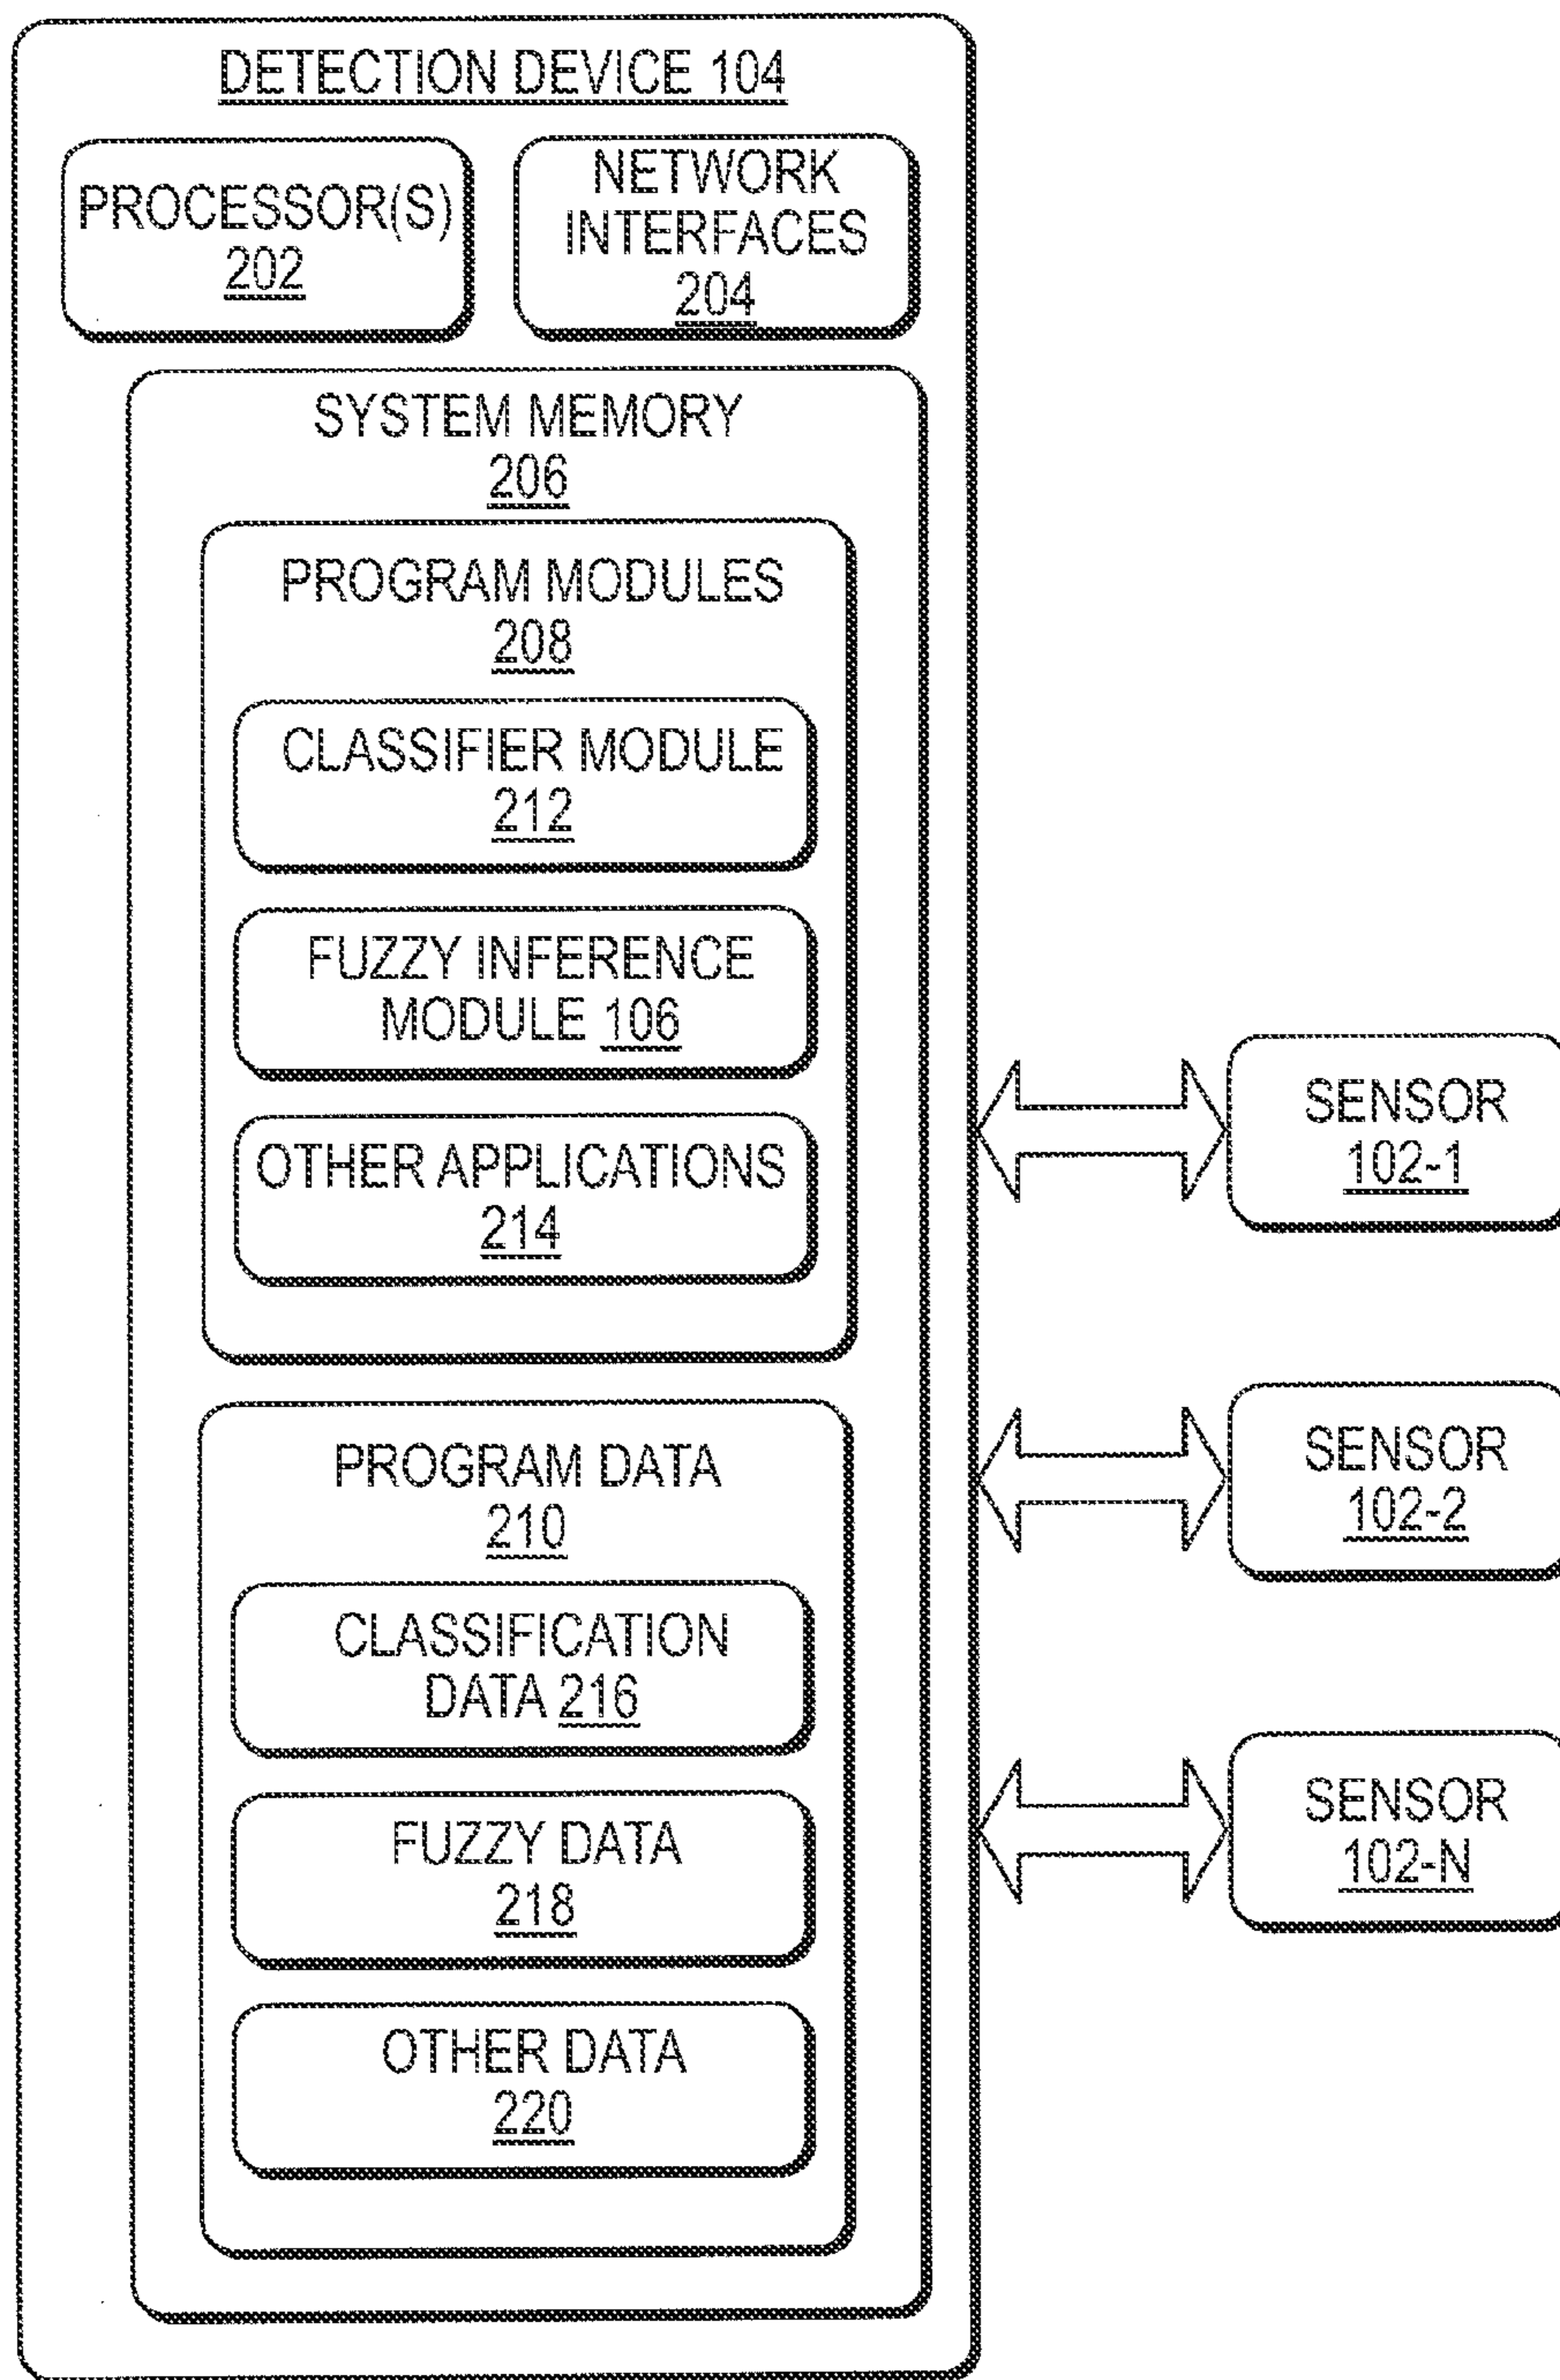 DETECTION DEVICE 104
PROCESSOR(S)
202
NETWORK
INTERFACES
204
SYSTEM MEMORY
206
PROGRAM MODULES
208
CLASSIFIER MODULE
212
FUZZY INFERENCE
MODULE 106
OTHER APPLICATIONS
214
PROGRAM DATA
210
CLASSIFICATION
DATA 216
FUZZY DATA
218
OTHER DATA
220
SENSOR
102-1
SENSOR
102-2
SENSOR
102-N